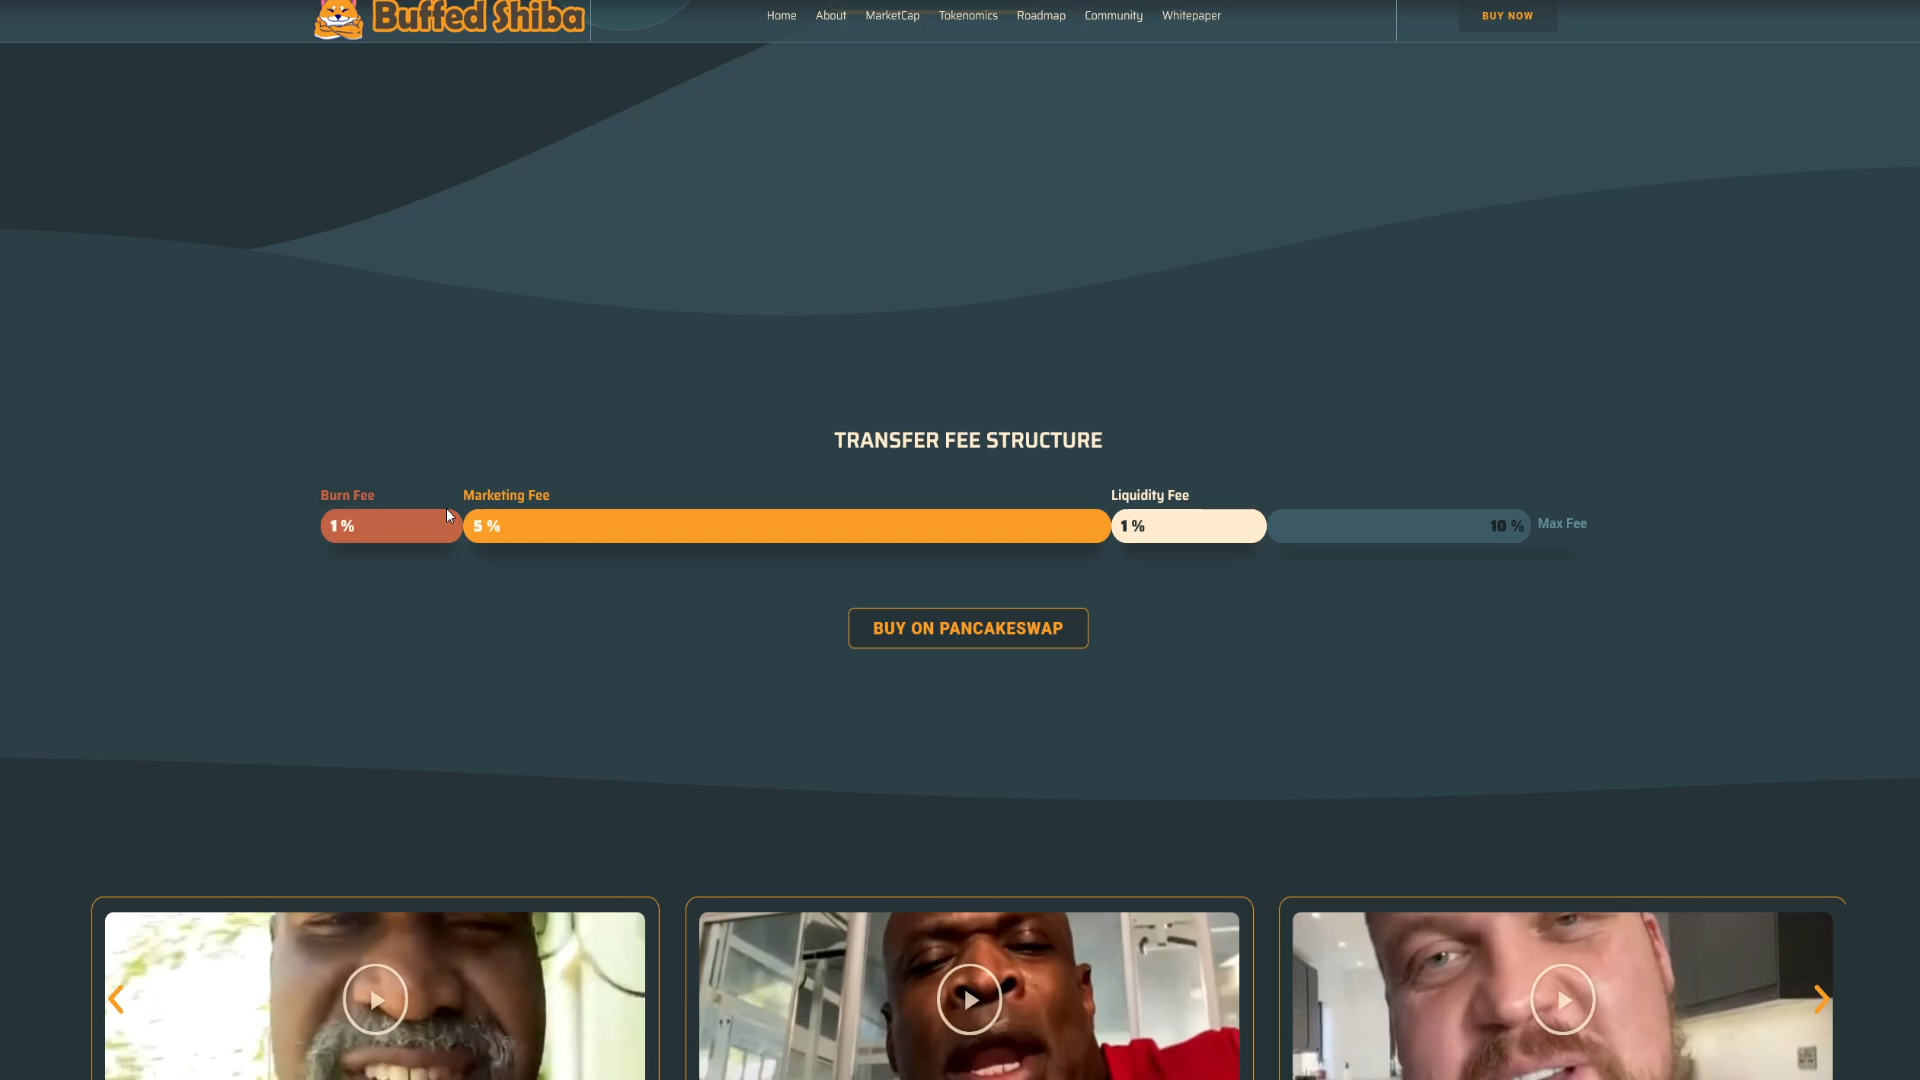 Buffed Shiba
Home About MarketCap Tokenomics Roadmap Community Whitepaper
BUY NOW
TRANSFER FEE STRUCTURE
Burn Fee Marketing Fee Liquidity Fee
1 % 5 % 1 % 10 % Max Fee
BUY ON PANCAKESWAP